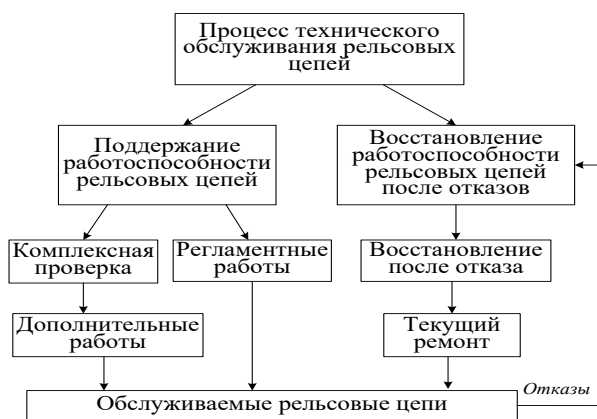 Процесс технического
обслуживания рельсовых
цепей
Поддержание
работоспособности
рельсовых цепей
Восстановление
работоспособности
рельсовых цепей
после отказов
Комплексная
проверка
Регламентные
работы
Восстановление
после отказа
Дополнительные
работы
Текущий
ремонт
Отказы
Обслуживаемые рельсовые цепи